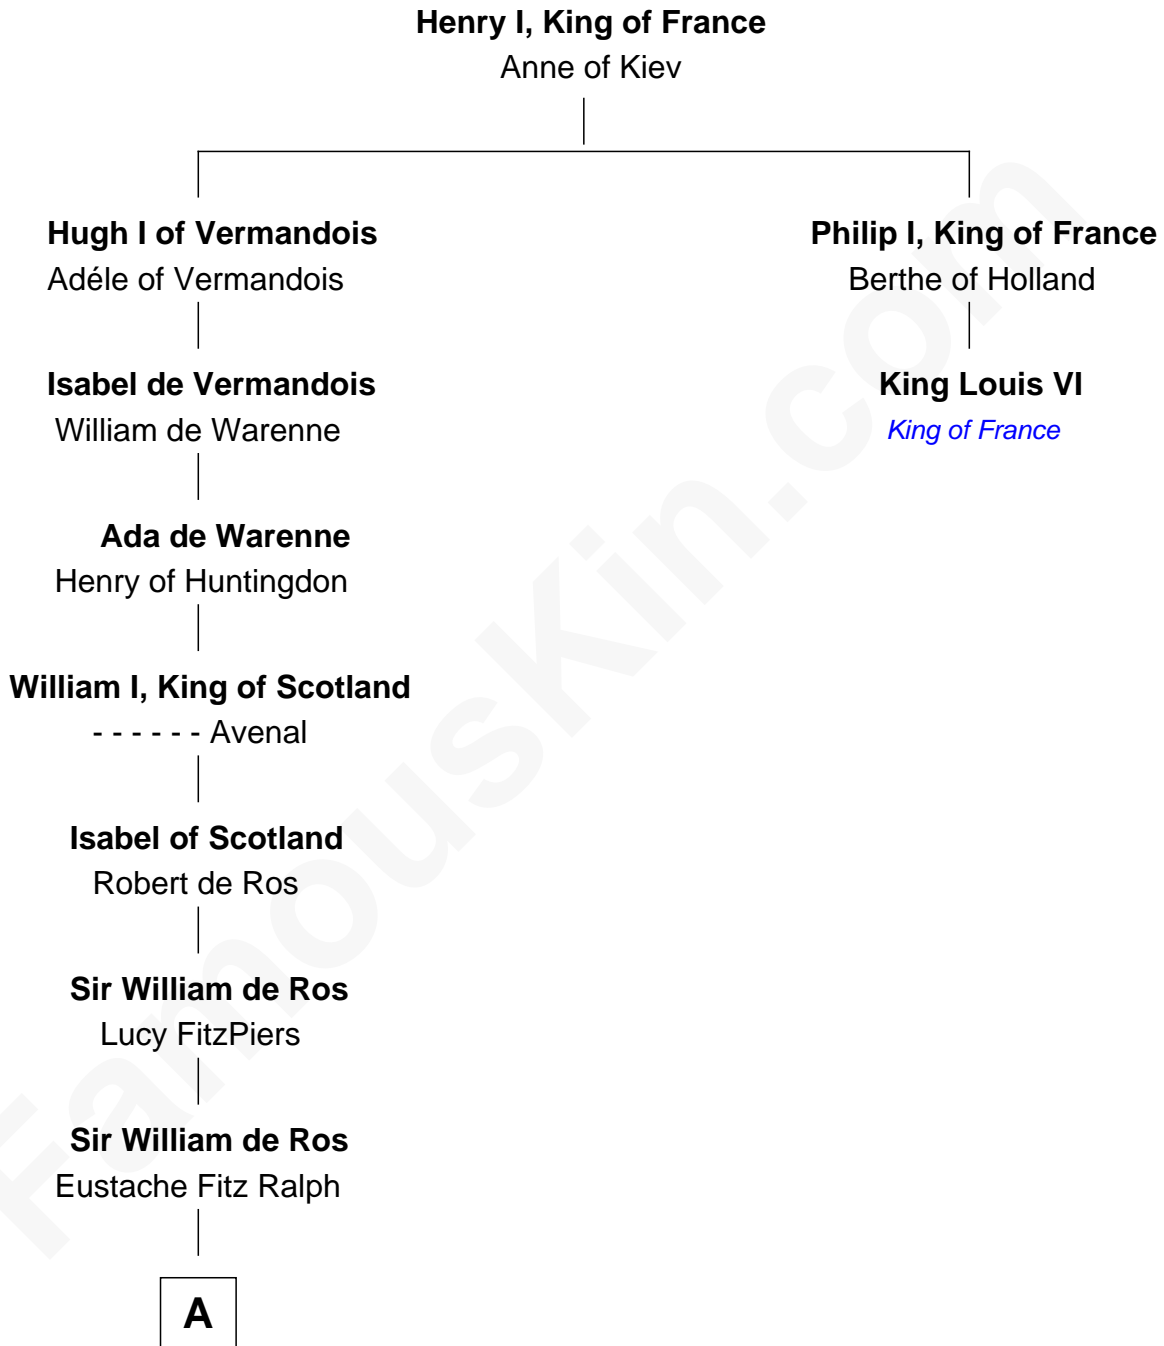 Henry I, King of France
Anne of Kiev
Hugh I of Vermandois
Adéle of Vermandois
Philip I, King of France
Berthe of Holland
Isabel de Vermandois
William de Warenne
King Louis VI
King of France
Ada de Warenne
Henry of Huntingdon
William I, King of Scotland
- - - - - - Avenal
Isabel of Scotland
Robert de Ros
Sir William de Ros
Lucy FitzPiers
Sir William de Ros
Eustache Fitz Ralph
A
FamousKin.com